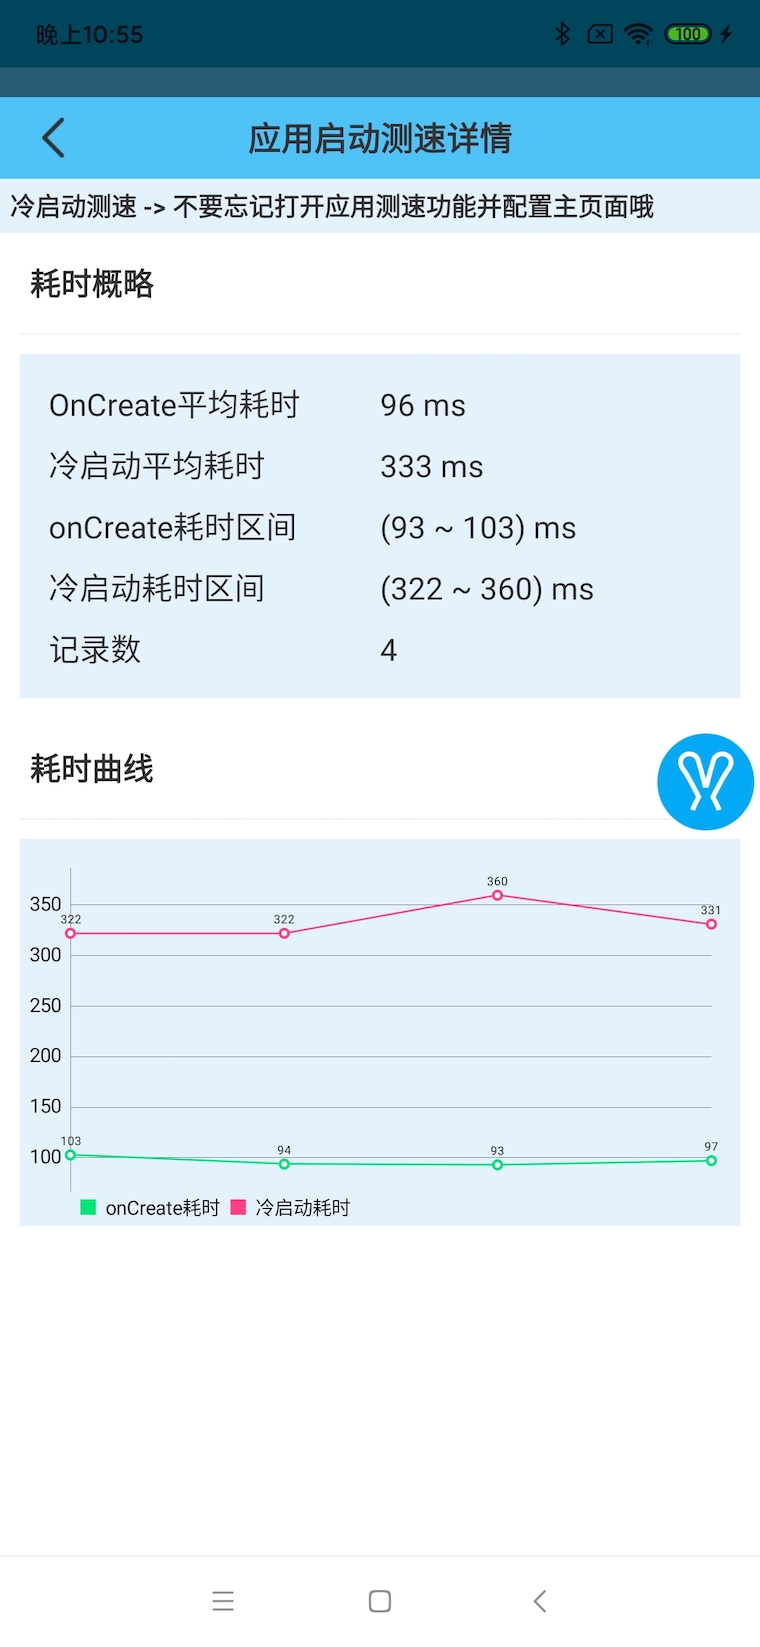 晚上10:55
100
应用启动测速详情
冷启动测速 -> 不要忘记打开应用测速功能并配置主页面哦
耗时概略
OnCreate平均耗时 96 ms
冷启动平均耗时 333 ms
onCreate耗时区间 (93 ~ 103) ms
冷启动耗时区间 (322 ~ 360) ms
记录数 4
耗时曲线
360
350
322 322 331
300
250
200
150
103 94 93 97
100
onCreate耗时 冷启动耗时